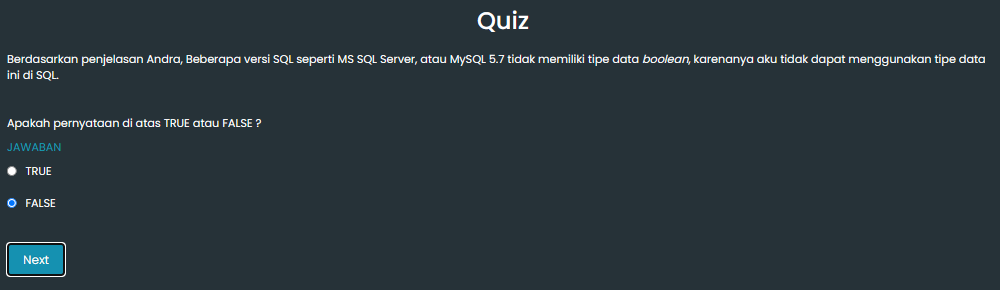 Quiz
Berdasarkan penjelasan Andra, Beberapa versi SQL seperti MS SQL Server, atau MySQL 5.7 tidak memiliki tipe data boolean, karenanya aku tidak dapat menggunakan tipe data
ini di SQL.
Apakah pernyataan di atas TRUE atau FALSE ?
JAWABAN
TRUE
FALSE
Next